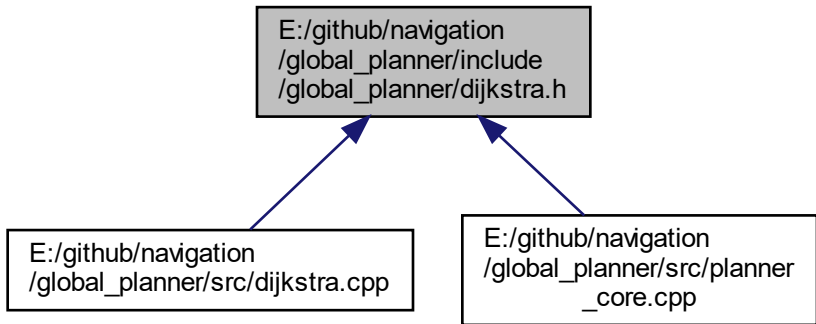 E:/github/navigation
/global_planner/include
/global_planner/dijkstra.h
E:/github/navigation
/global_planner/src/dijkstra.cpp
E:/github/navigation
/global_planner/src/planner
_core.cpp